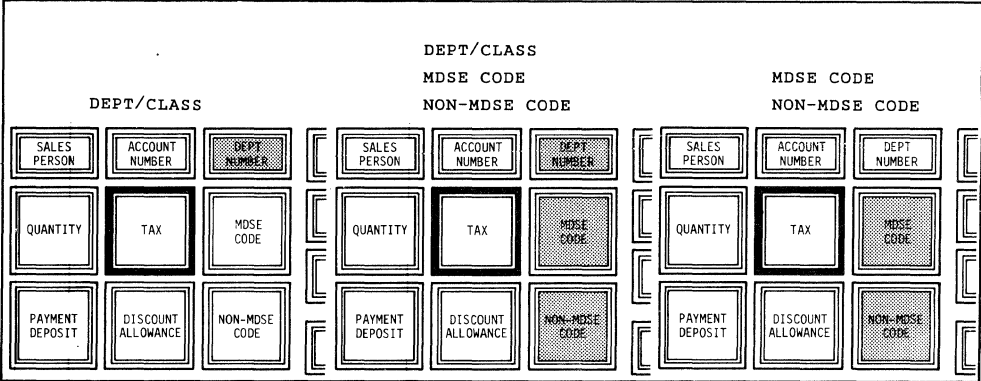 DEPT/CLASS
DEPT/CLASS
MDSE CODE
NON-MDSE CODE
MDSE CODE
NON-MDSE CODE
SALES
PERSON
ACCOUNT
NUMBER
DEPT
NUMBER
QUANTITY
TAX
MDSE
CODE
PAYMENT
DEPOSIT
DISCOUNT
ALLOWANCE
NON-MDSE
CODE
SALES
PERSON
ACCOUNT
NUMBER
DEPT
NUMBER
QUANTITY
TAX
MDSE
CODE
PAYMENT
DEPOSIT
DISCOUNT
ALLOWANCE
NON-MDSE
CODE
SALES
PERSON
ACCOUNT
NUMBER
DEPT
NUMBER
QUANTITY
TAX
MDSE
CODE
PAYMENT
DEPOSIT
DISCOUNT
ALLOWANCE
NON-MDSE
CODE